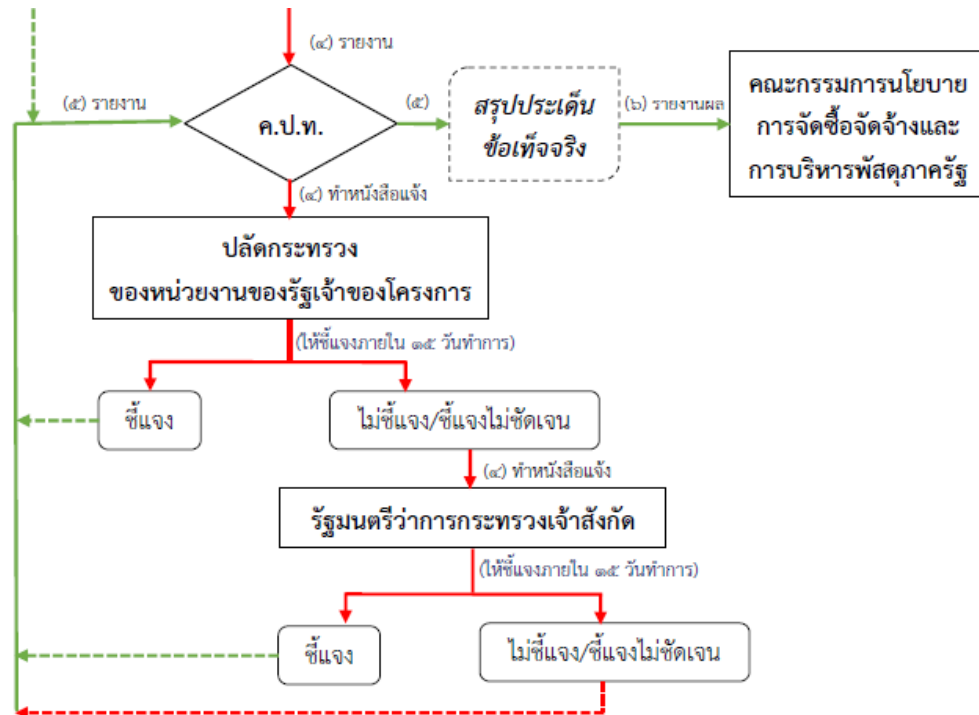 (๔) รายงาน
(๕) รายงาน
ค.ป.ท.
(๕)
สรุปประเด็น
ข้อเท็จจริง
(๖) รายงานผล
คณะกรรมการนโยบาย
การจัดซื้อจัดจ้างและ
การบริหารพัสดุภาครัฐ
(๔) ทำหนังสือแจ้ง
ปลัดกระทรวง
ของหน่วยงานของรัฐเจ้าของโครงการ
(ให้ชี้แจงภายใน ๑๕ วันทำการ)
ชี้แจง
ไม่ชี้แจง/ชี้แจงไม่ชัดเจน
(๔) ทำหนังสือแจ้ง
รัฐมนตรีว่าการกระทรวงเจ้าสังกัด
(ให้ชี้แจงภายใน ๑๕ วันทำการ)
ชี้แจง
ไม่ชี้แจง/ชี้แจงไม่ชัดเจน